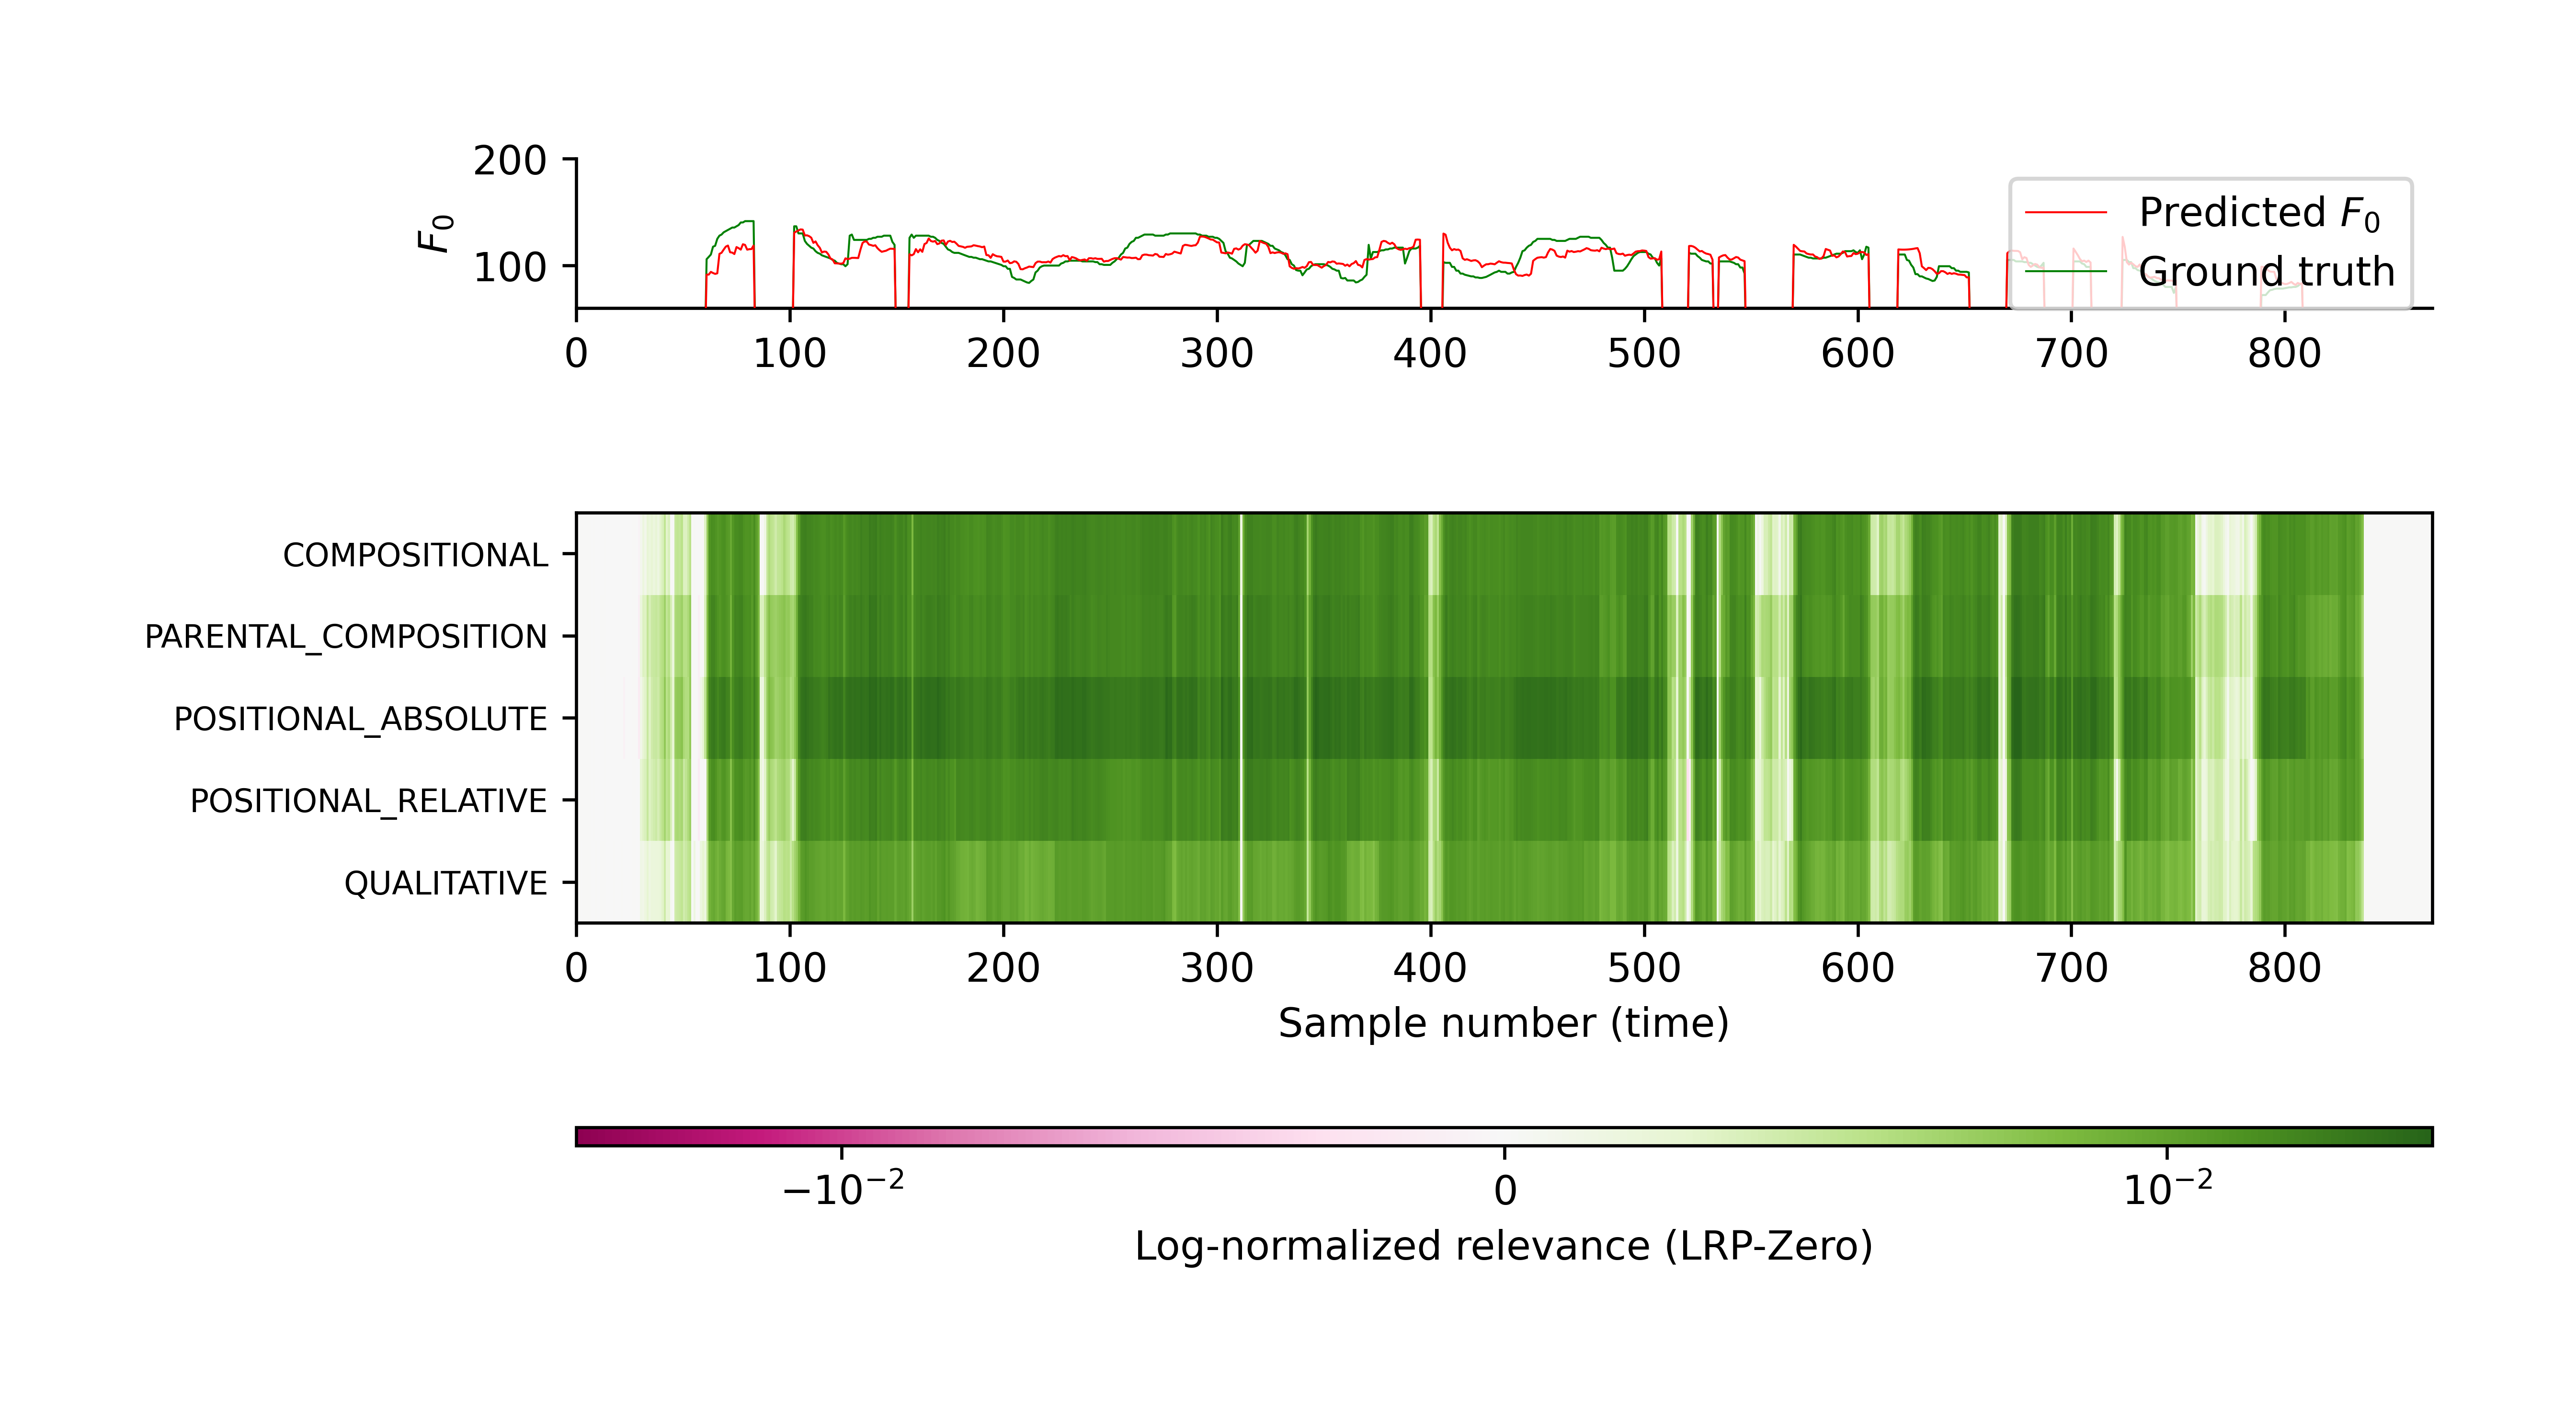 200
100
F₀
Predicted F₀
Ground truth
0 100 200 300 400 500 600 700 800
COMPOSITIONAL
PARENTAL_COMPOSITION
POSITIONAL_ABSOLUTE
POSITIONAL_RELATIVE
QUALITATIVE
0 100 200 300 400 500 600 700 800
Sample number (time)
−10⁻² 0 10⁻²
Log-normalized relevance (LRP-Zero)